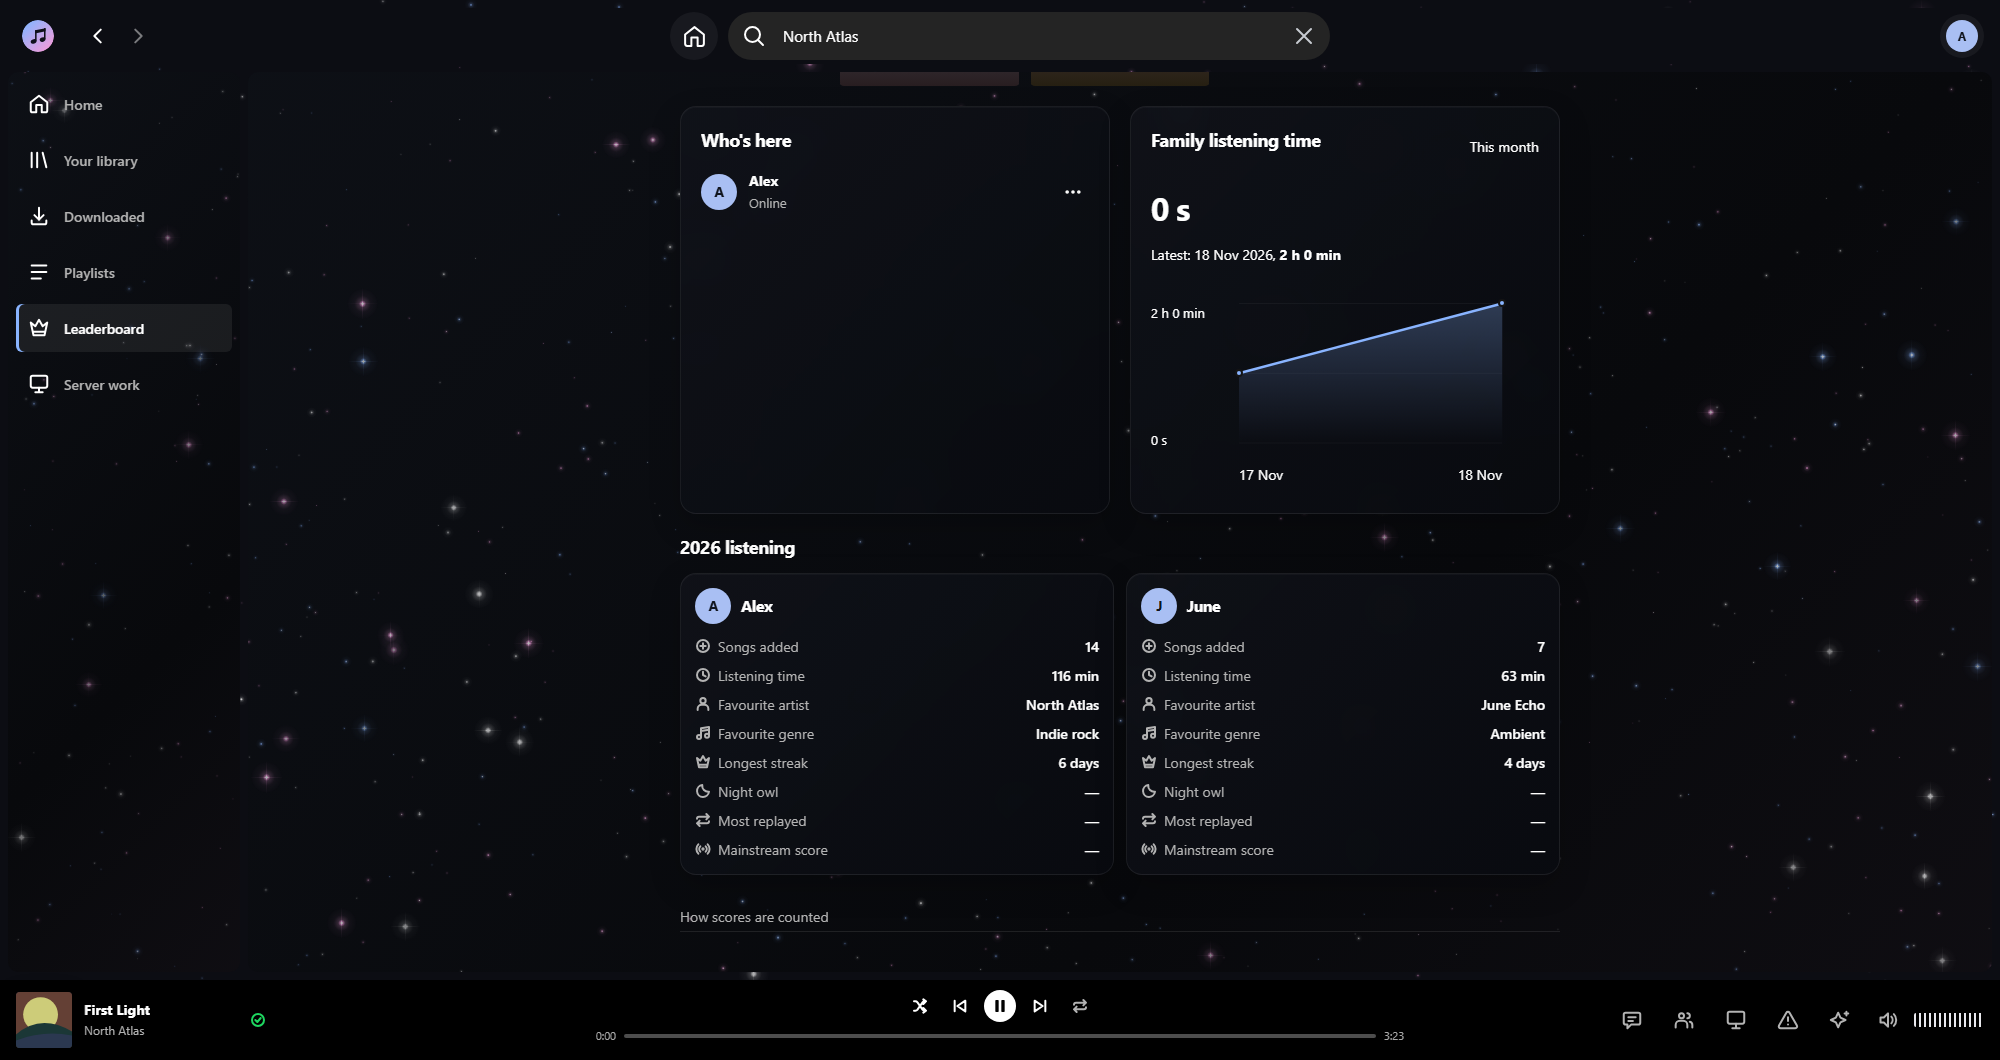 North Atlas
A
Home
Your library
Downloaded
Playlists
Leaderboard
Server work
Who's here
A
Alex
Online
Family listening time
This month
0 s
Latest: 18 Nov 2026, 2 h 0 min
2 h 0 min
0 s
17 Nov
18 Nov
2026 listening
A
Alex
Songs added
14
Listening time
116 min
Favourite artist
North Atlas
Favourite genre
Indie rock
Longest streak
6 days
Night owl
—
Most replayed
—
Mainstream score
—
J
June
Songs added
7
Listening time
63 min
Favourite artist
June Echo
Favourite genre
Ambient
Longest streak
4 days
Night owl
—
Most replayed
—
Mainstream score
—
How scores are counted
First Light
North Atlas
0:00
3:23